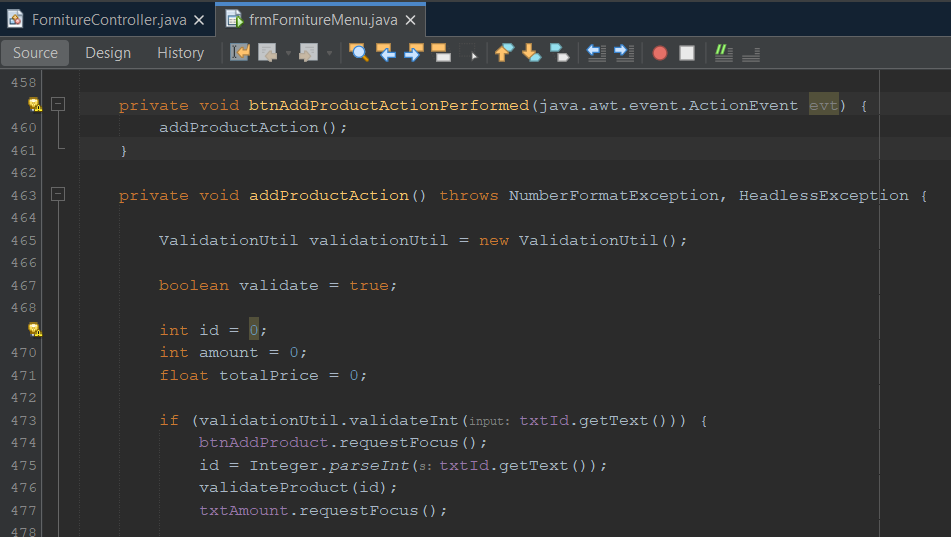 FornitureController.java × frmFornitureMenu.java ×
Source Design History
458
private void btnAddProductActionPerformed(java.awt.event.ActionEvent evt) {
460 addProductAction();
461 }
462
463 private void addProductAction() throws NumberFormatException, HeadlessException {
464
465 ValidationUtil validationUtil = new ValidationUtil();
466
467 boolean validate = true;
468
int id = 0;
470 int amount = 0;
471 float totalPrice = 0;
472
473 if (validationUtil.validateInt(input: txtId.getText())) {
474 btnAddProduct.requestFocus();
475 id = Integer.parseInt(s: txtId.getText());
476 validateProduct(id);
477 txtAmount.requestFocus();
478